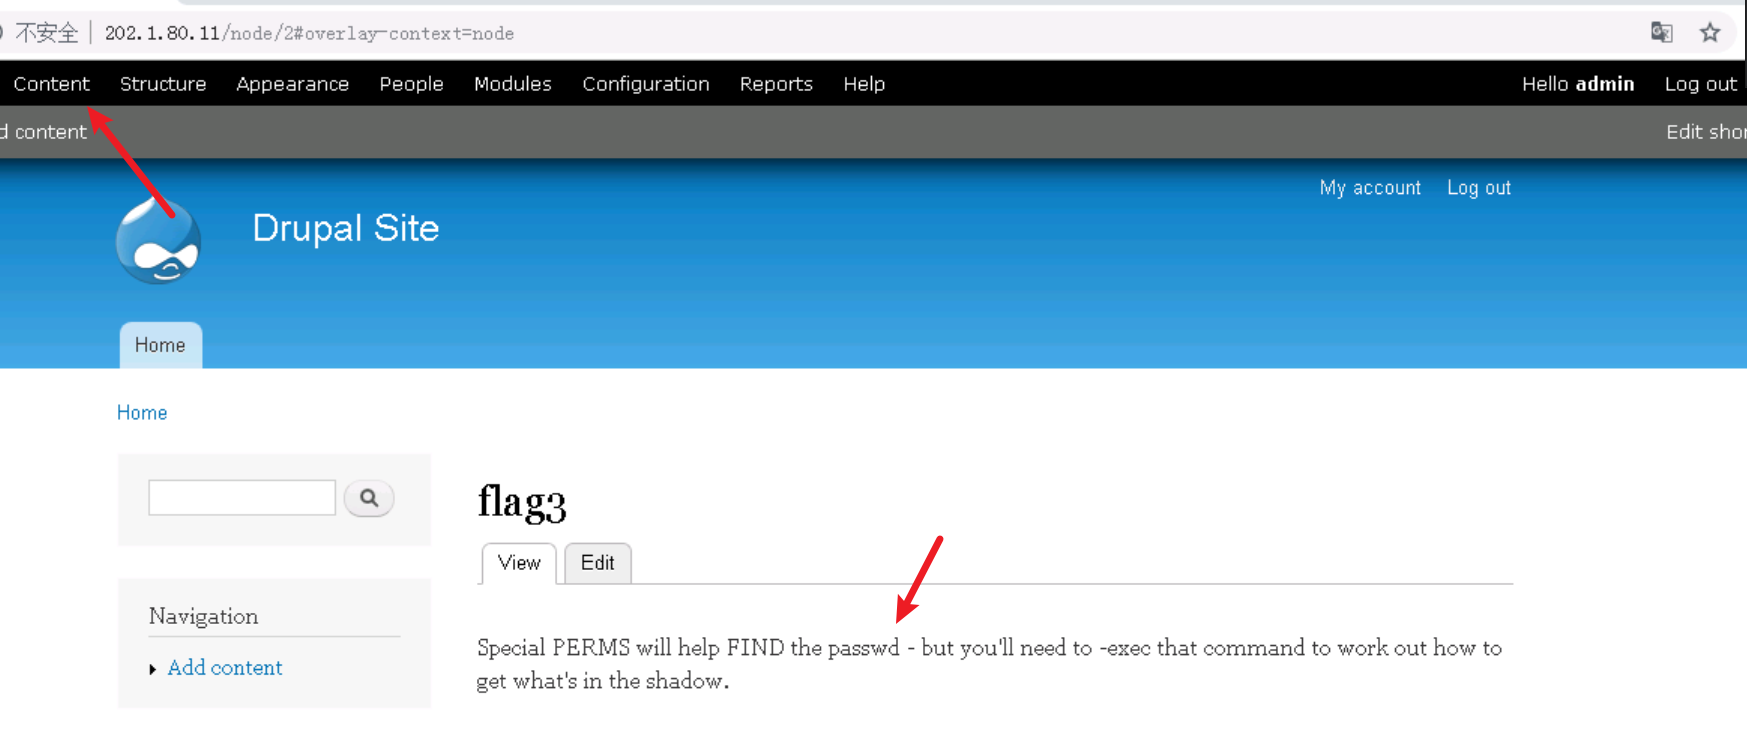 不安全 202.1.80.11/node/2#overlay-context=node
Content Structure Appearance People Modules Configuration Reports Help Hello admin Log out
content
Edit
My account Log out
Drupal Site
Home
Home
flag3
View Edit
Navigation
Add content
Special PERMS will help FIND the passwd - but you'll need to -exec that command to work out how to
get what's in the shadow.